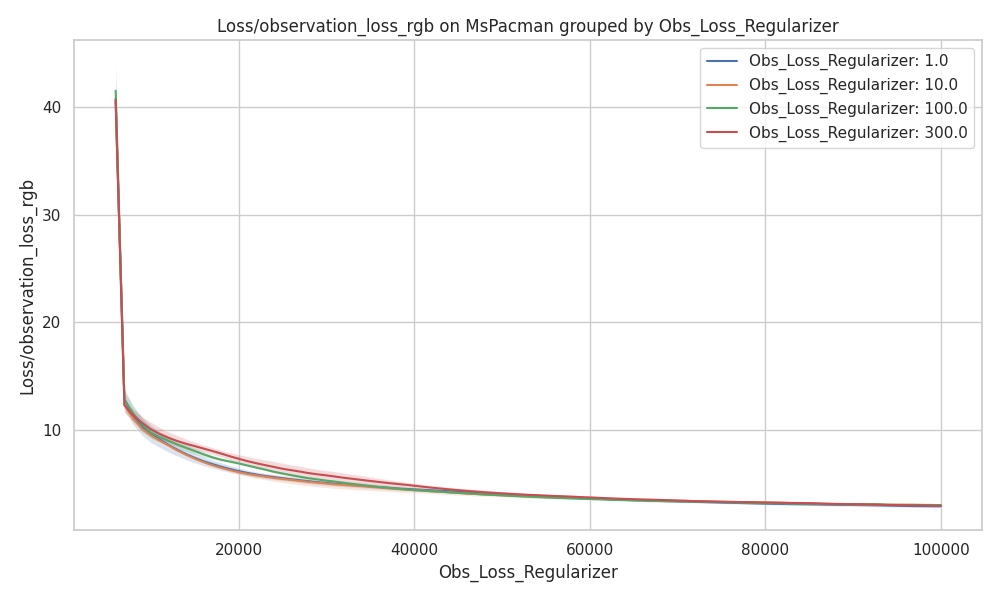 Loss/observation_loss_rgb on MsPacman grouped by Obs_Loss_Regularizer
Obs_Loss_Regularizer: 1.0
Obs_Loss_Regularizer: 10.0
Obs_Loss_Regularizer: 100.0
Obs_Loss_Regularizer: 300.0
Loss/observation_loss_rgb
40
30
20
10
20000
40000
60000
80000
100000
Obs_Loss_Regularizer